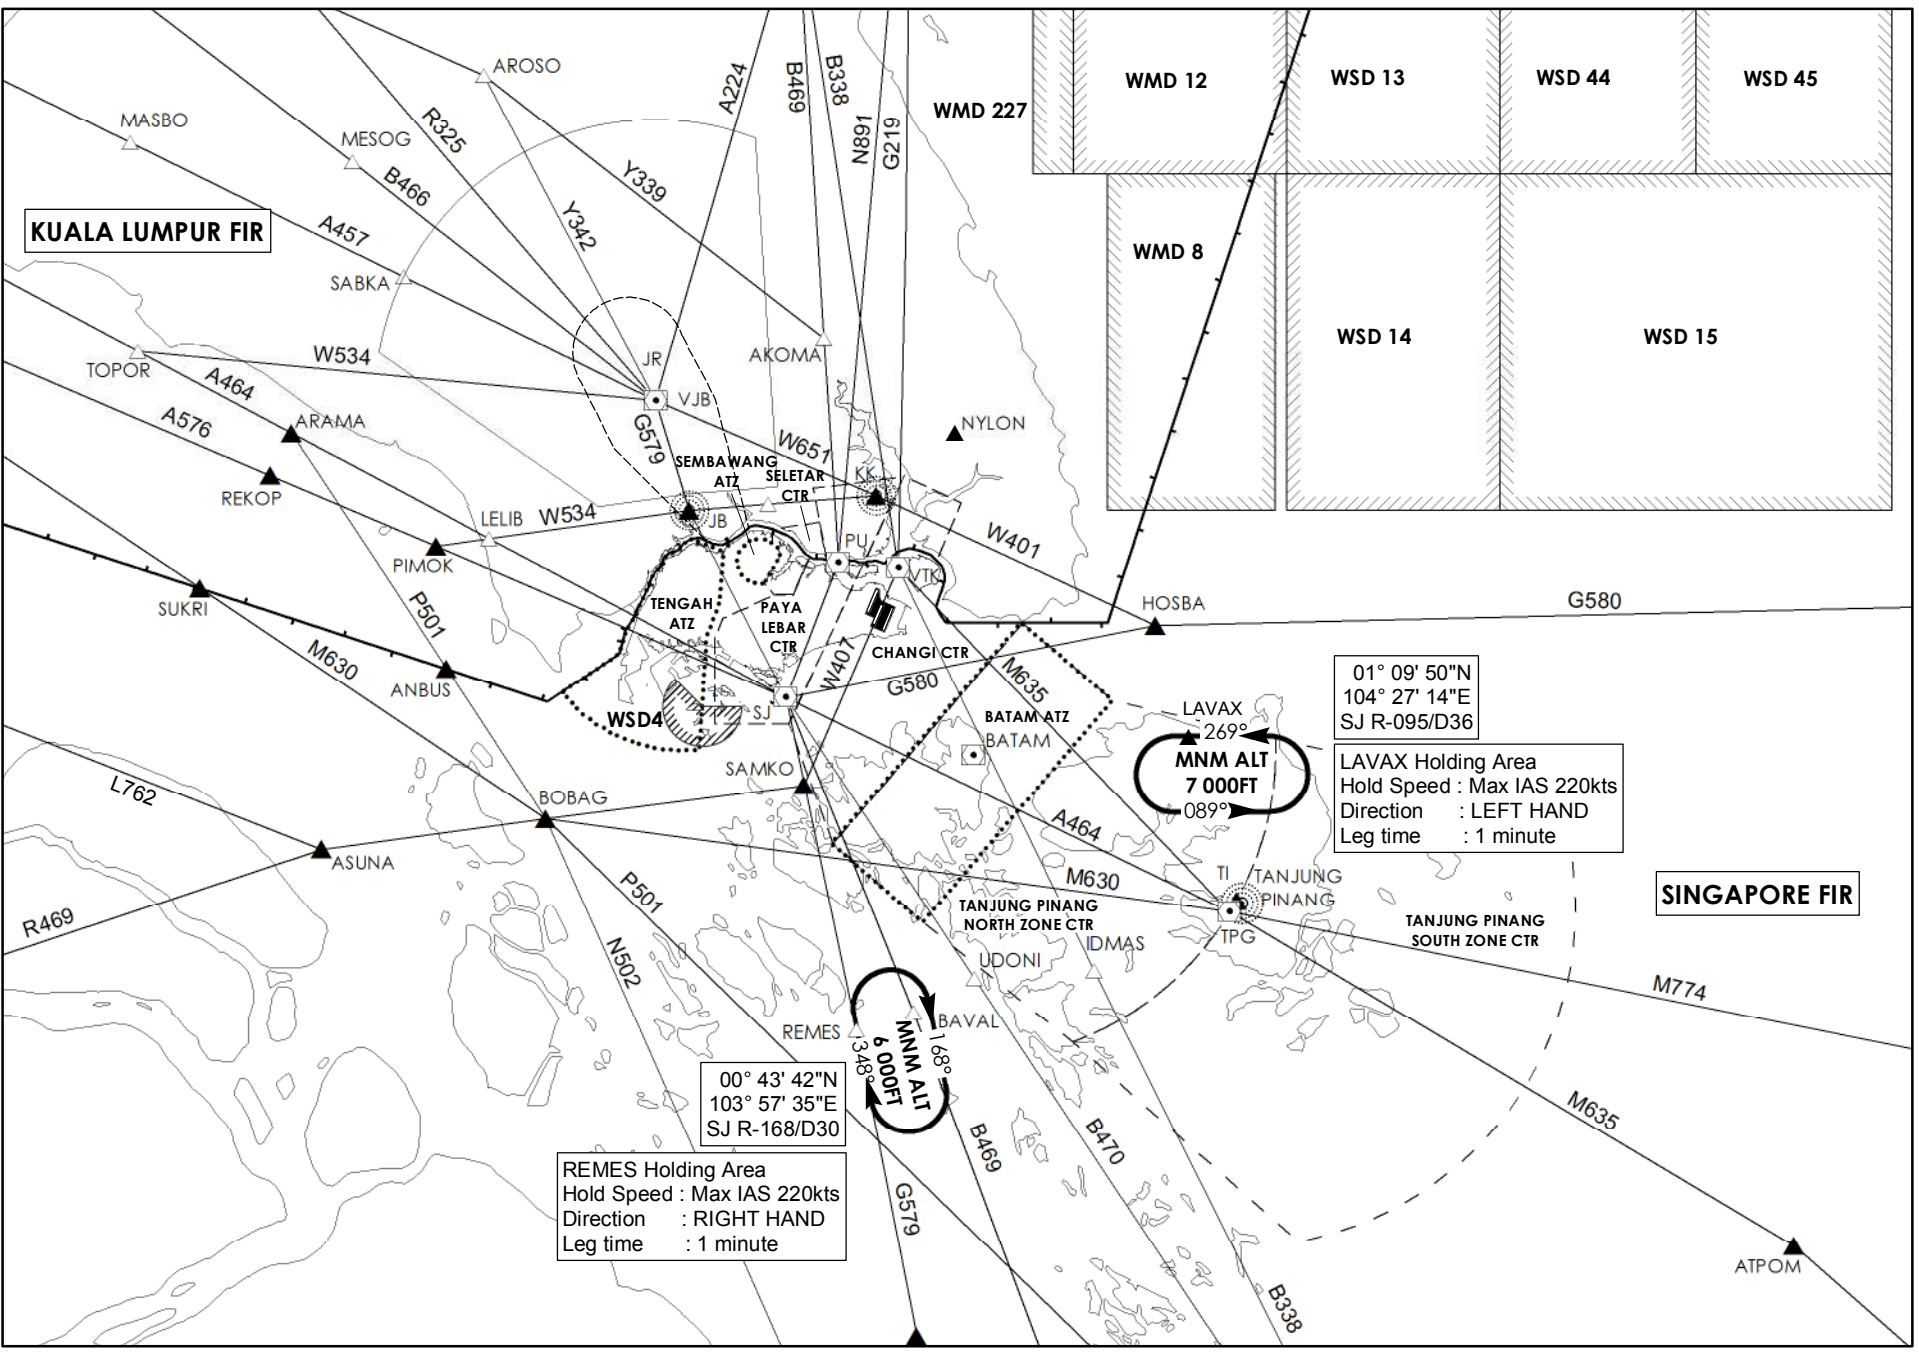 AROSO
MASBO
MESOG
R325
A224
B469
B338
N891
G219
WMD 227
WMD 12
WSD 13
WSD 44
WSD 45
B466
Y339
KUALA LUMPUR FIR
A457
Y342
SABKA
WMD 8
WSD 14
WSD 15
W534
TOPOR
A464
JR
AKOMA
VJB
A576
ARAMA
G579
W651
NYLON
SEMBAWANG
ATZ
SELETAR
CTR
KK
REKOP
LELIB
W534
JB
PIMOK
PU
VTK
W401
SUKRI
P501
TENGAH
ATZ
PAYA
LEBAR
CTR
HOSBA
G580
M630
ANBUS
W407
CHANGI CTR
G580
M635
WSD4
SJ
BATAM ATZ
BATAM
LAVAX
269°
MNM ALT
7 000FT
089°
01° 09' 50"N
104° 27' 14"E
SJ R-095/D36
LAVAX Holding Area
Hold Speed : Max IAS 220kts
Direction : LEFT HAND
Leg time : 1 minute
L762
SAMKO
BOBAG
A464
ASUNA
P501
M630
TI
TANJUNG
PINANG
TPG
SINGAPORE FIR
R469
N502
TANJUNG PINANG
NORTH ZONE CTR
TANJUNG PINANG
SOUTH ZONE CTR
UDONI
IDMAS
M774
REMES
BAVAL
MNM ALT
6 000FT
168°
348°
00° 43' 42"N
103° 57' 35"E
SJ R-168/D30
REMES Holding Area
Hold Speed : Max IAS 220kts
Direction : RIGHT HAND
Leg time : 1 minute
G579
B469
B470
M635
B338
ATPOM